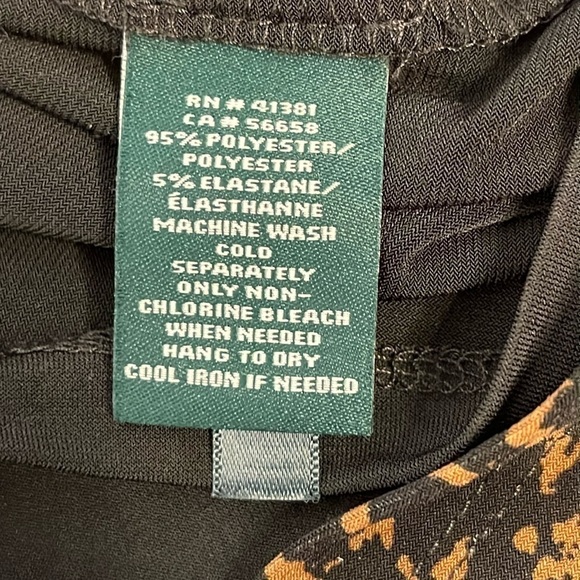 RN # 41381
CA # 56658
95% POLYESTER/
POLYESTER
5% ELASTANE/
ÉLASTHANNE
MACHINE WASH
COLD
SEPARATELY
ONLY NON-
CHLORINE BLEACH
WHEN NEEDED
HANG TO DRY
COOL IRON IF NEEDED